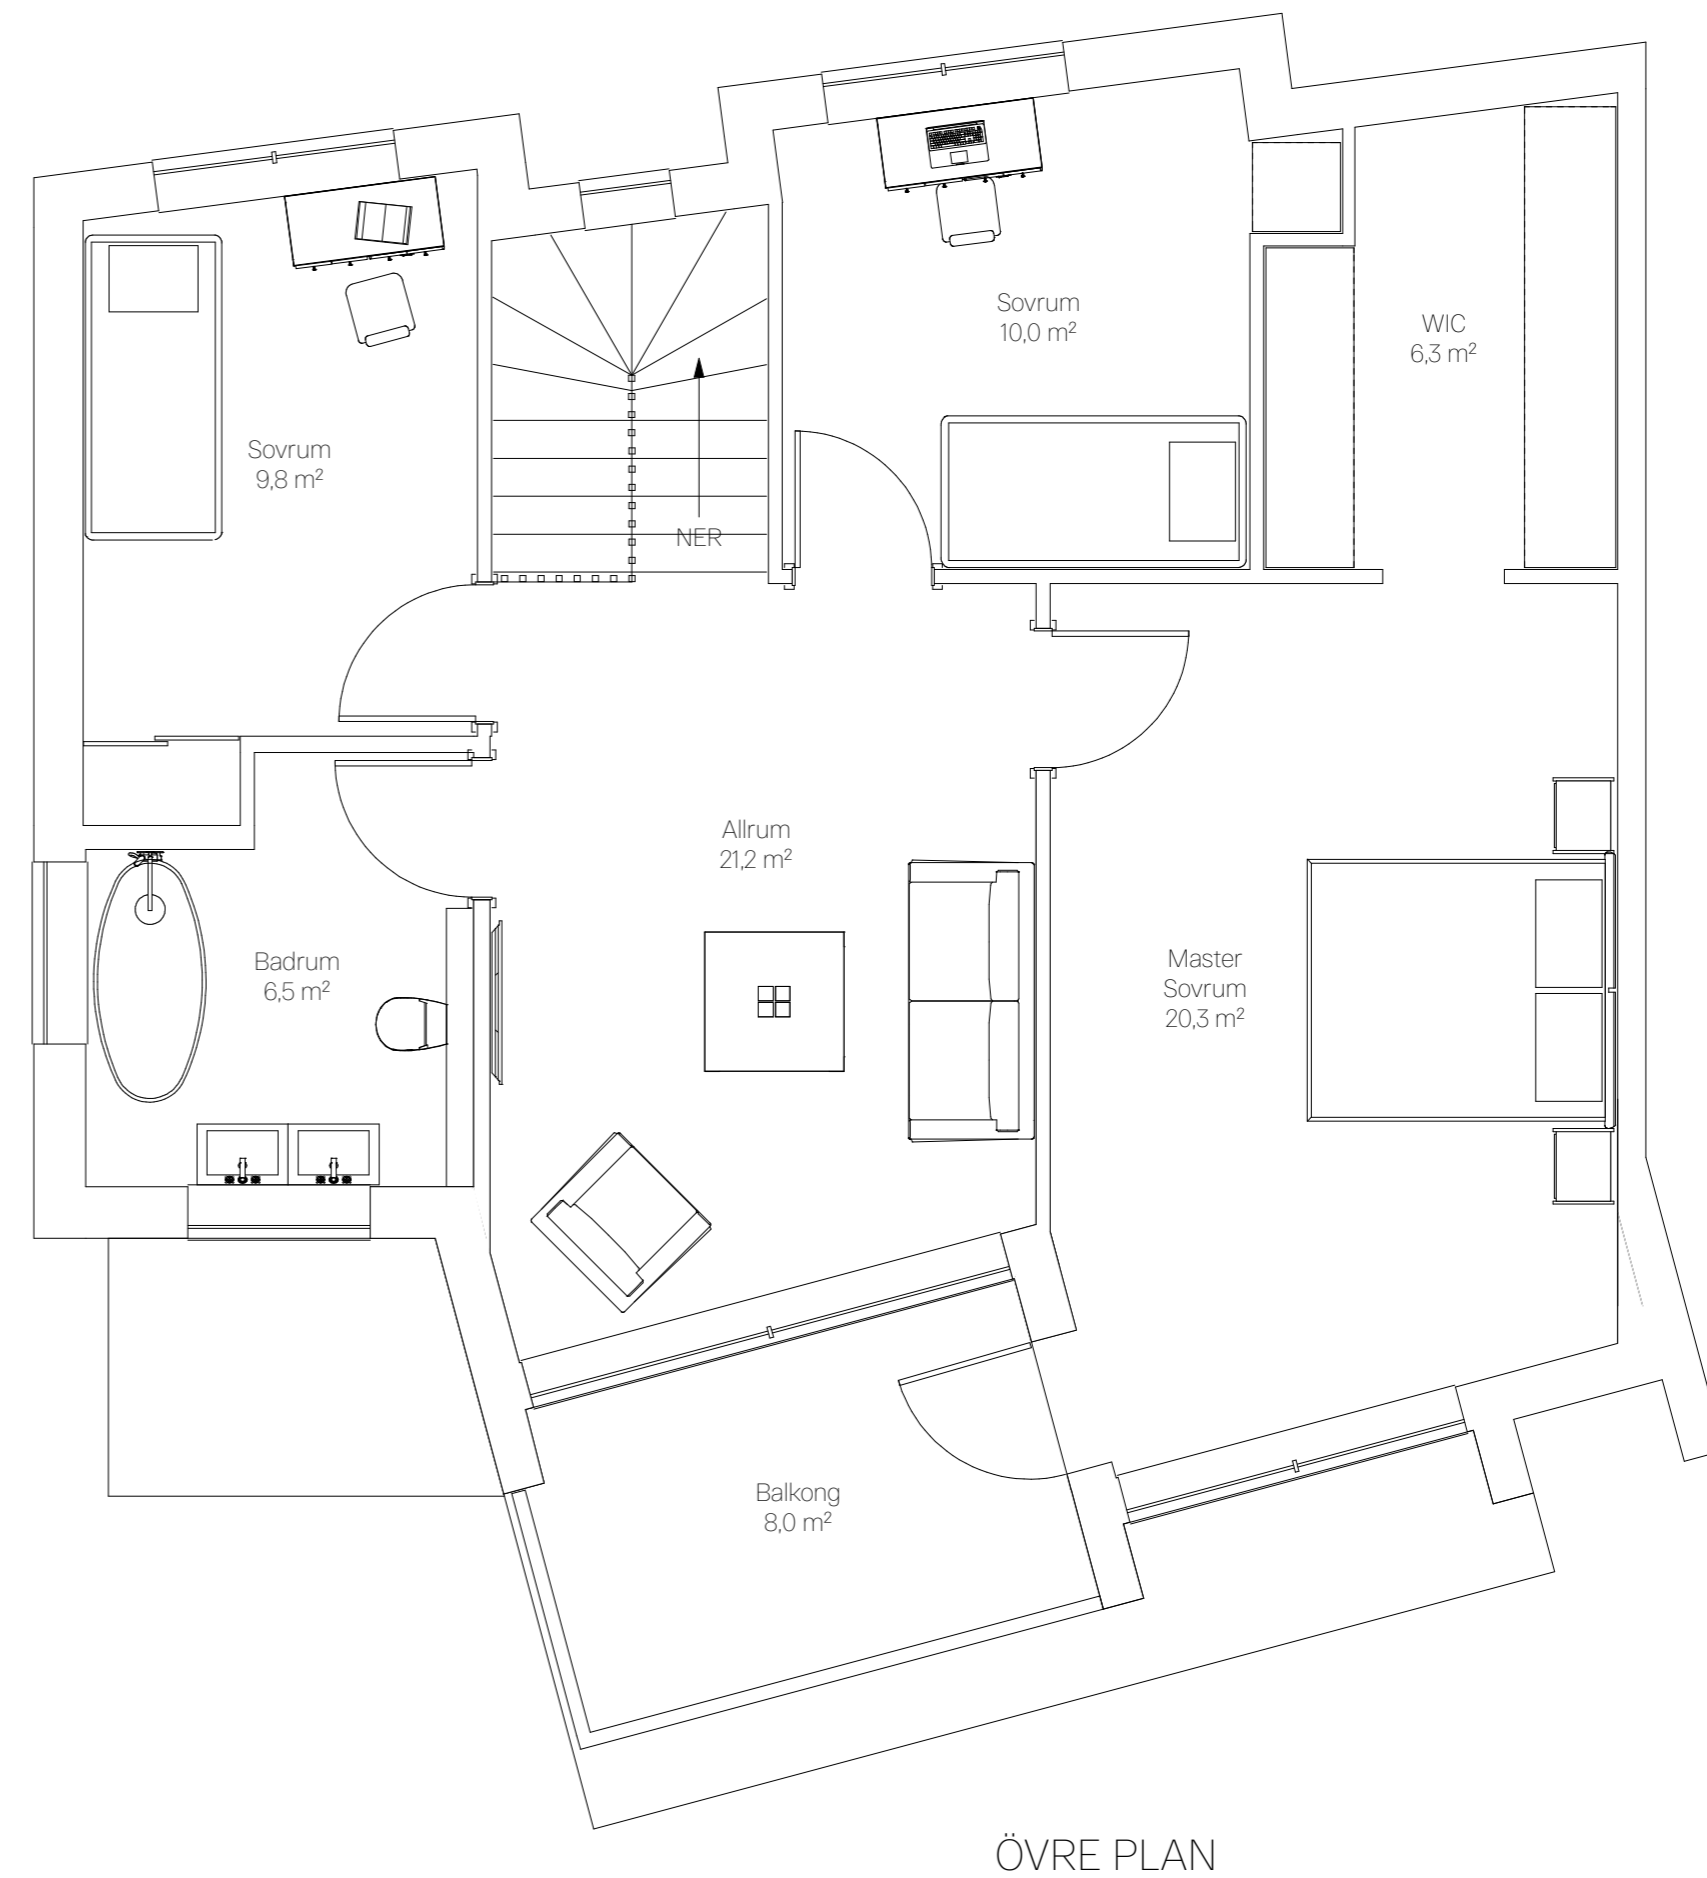 Sovrum
10,0 m²
WIC
6,3 m²
Sovrum
9,8 m²
NER
Allrum
21,2 m²
Badrum
6,5 m²
Master
Sovrum
20,3 m²
Balkong
8,0 m²
ÖVRE PLAN